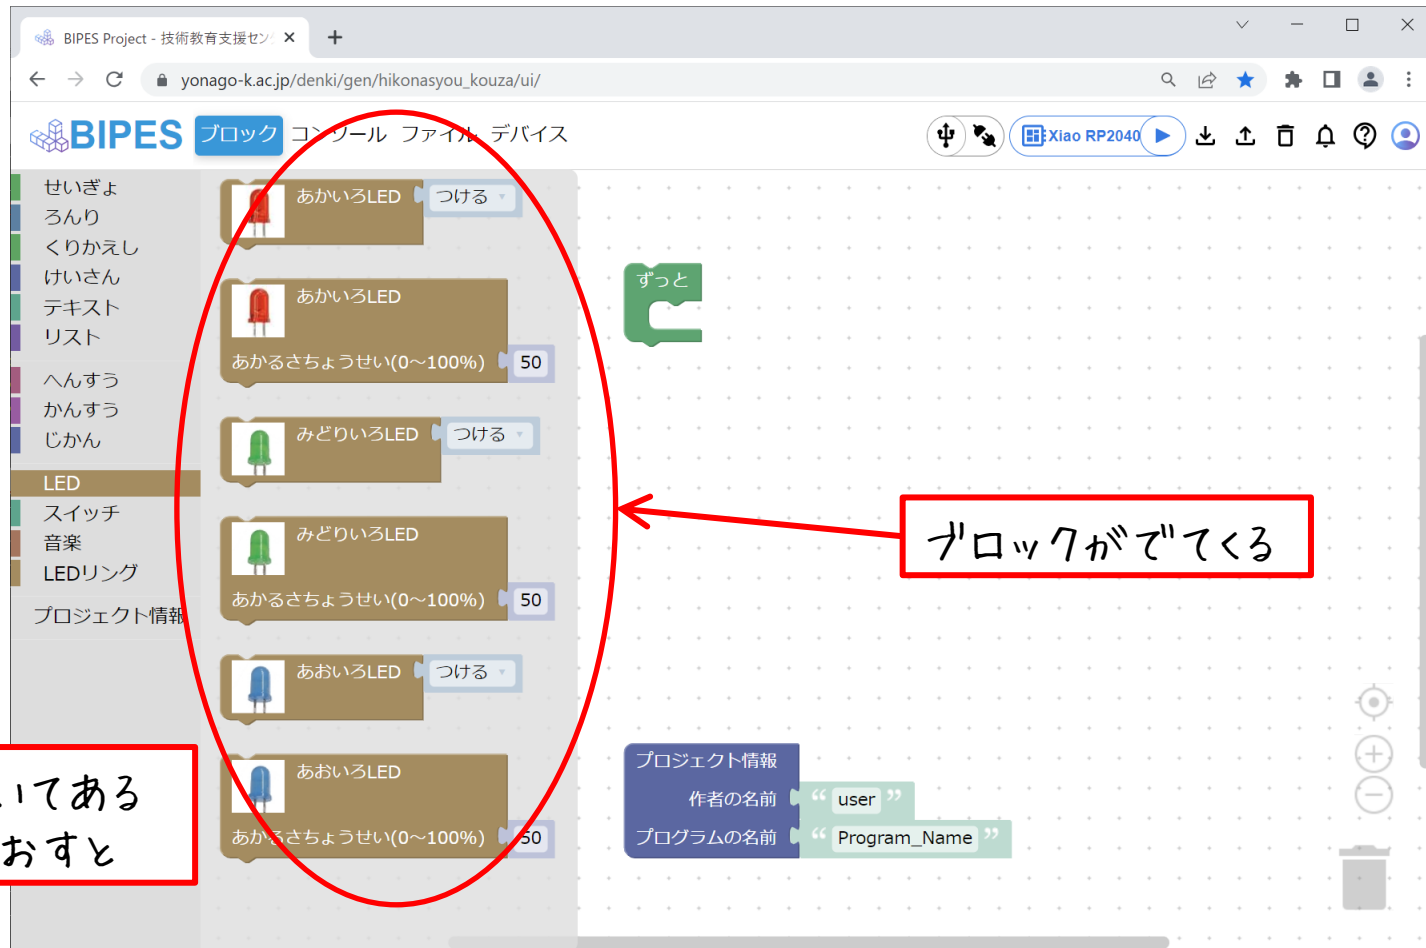 BIPES Project - 技術教育支援セン
yonago-k.ac.jp/denki/gen/hikonasyou_kouza/ui/
BIPES ブロック コンソール ファイル デバイス Xiao RP2040
せいぎょ
ろんり
くりかえし
けいさん
テキスト
リスト
へんすう
かんすう
じかん
LED
スイッチ
音楽
LEDリング
プロジェクト情報
あかいろLED つける
あかいろLED
あかるさちょうせい(0～100%) 50
みどりいろLED つける
みどりいろLED
あかるさちょうせい(0～100%) 50
あおいろLED つける
あおいろLED
あかるさちょうせい(0～100%) 50
ずっと
ブロックがでてくる
いてある
おすと
プロジェクト情報
作者の名前 “ user ”
プログラムの名前 “ Program_Name ”